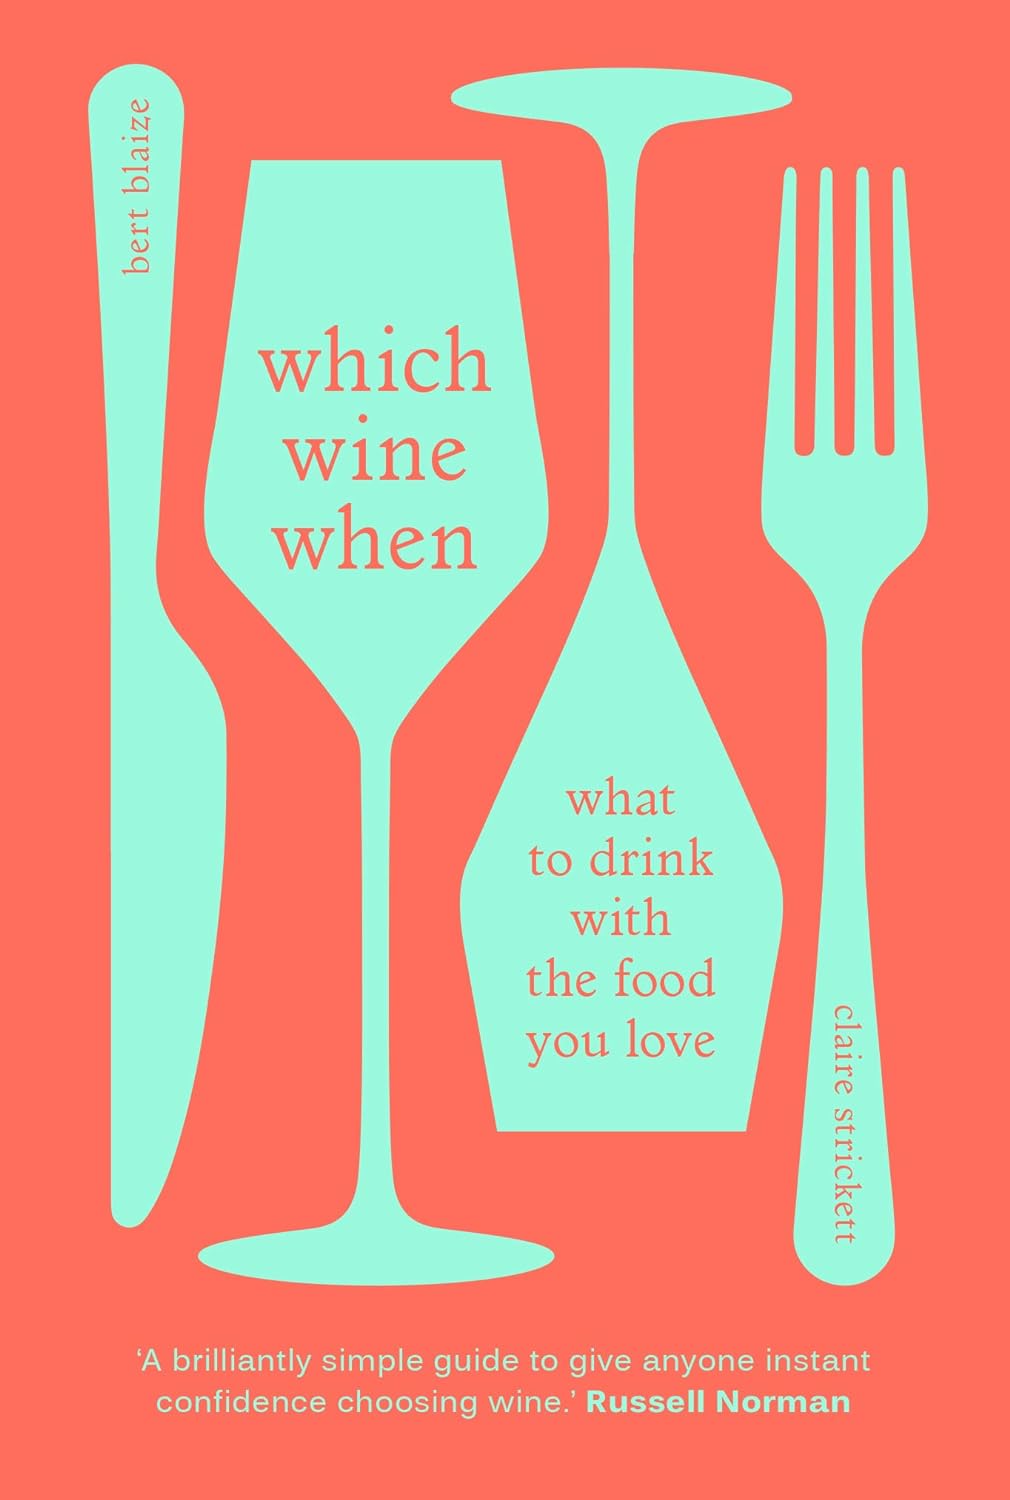 bert blaize
which
wine
when
what
to drink
with
the food
you love
claire strickett
‘A brilliantly simple guide to give anyone instant
confidence choosing wine.’ Russell Norman